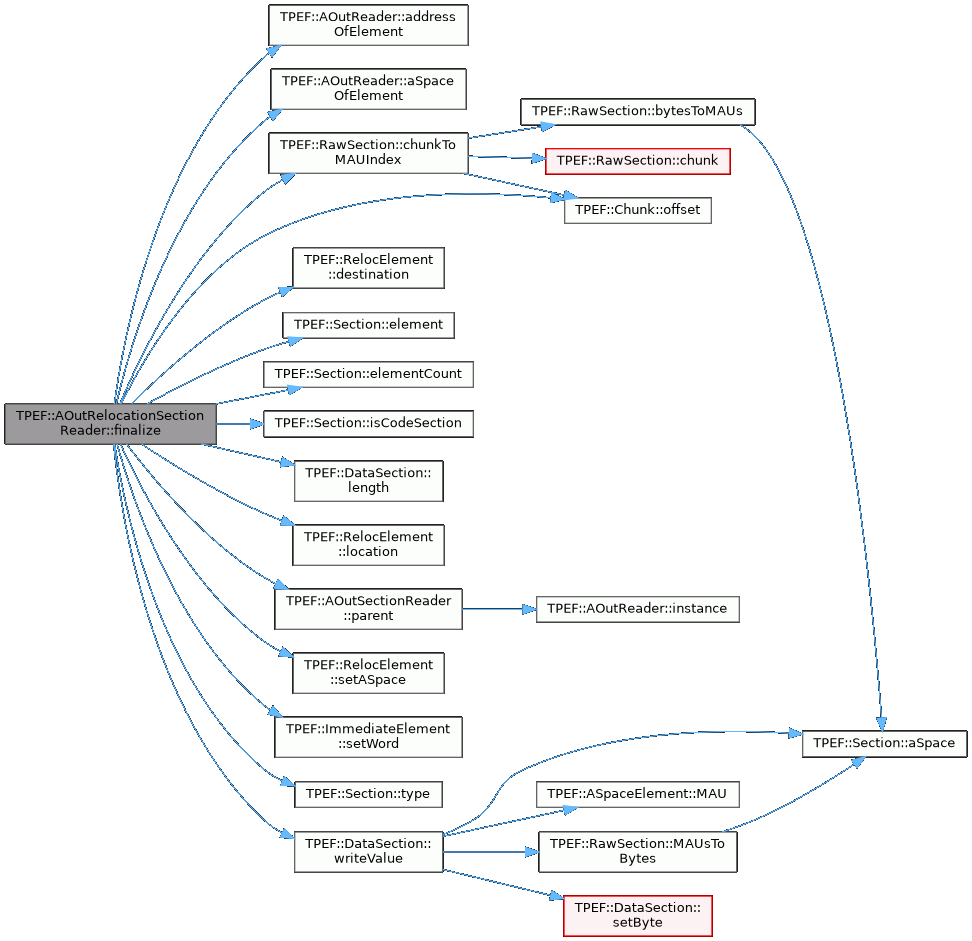 TPEF::AOutReader::address
OfElement
TPEF::AOutReader::aSpace
OfElement
TPEF::RawSection::bytesToMAUs
TPEF::RawSection::chunkTo
MAUIndex
TPEF::RawSection::chunk
TPEF::Chunk::offset
TPEF::RelocElement
::destination
TPEF::Section::element
TPEF::Section::elementCount
TPEF::AOutRelocationSection
Reader::finalize
TPEF::Section::isCodeSection
TPEF::DataSection::
length
TPEF::RelocElement
::location
TPEF::AOutSectionReader
::parent
TPEF::AOutReader::instance
TPEF::RelocElement
::setASpace
TPEF::ImmediateElement
::setWord
TPEF::Section::aSpace
TPEF::Section::type
TPEF::ASpaceElement::MAU
TPEF::DataSection::
writeValue
TPEF::RawSection::MAUsTo
Bytes
TPEF::DataSection::
setByte